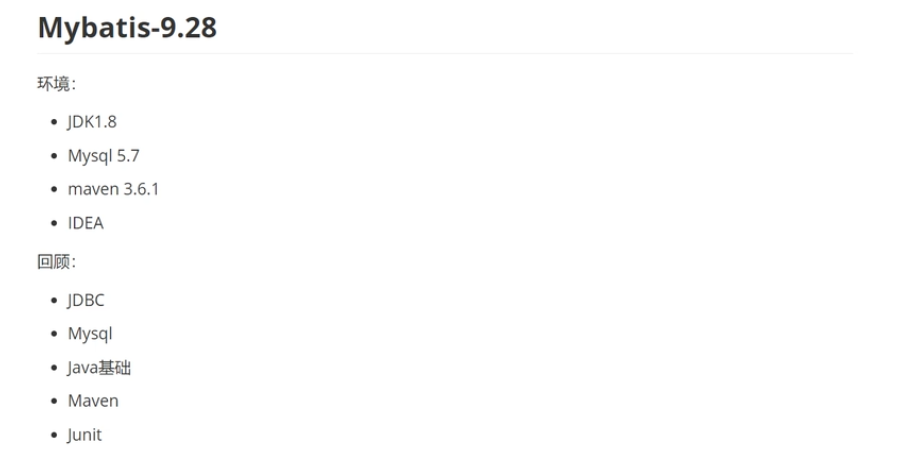 Mybatis-9.28
环境：
JDK1.8
Mysql 5.7
maven 3.6.1
IDEA
回顾：
JDBC
Mysql
Java基础
Maven
Junit